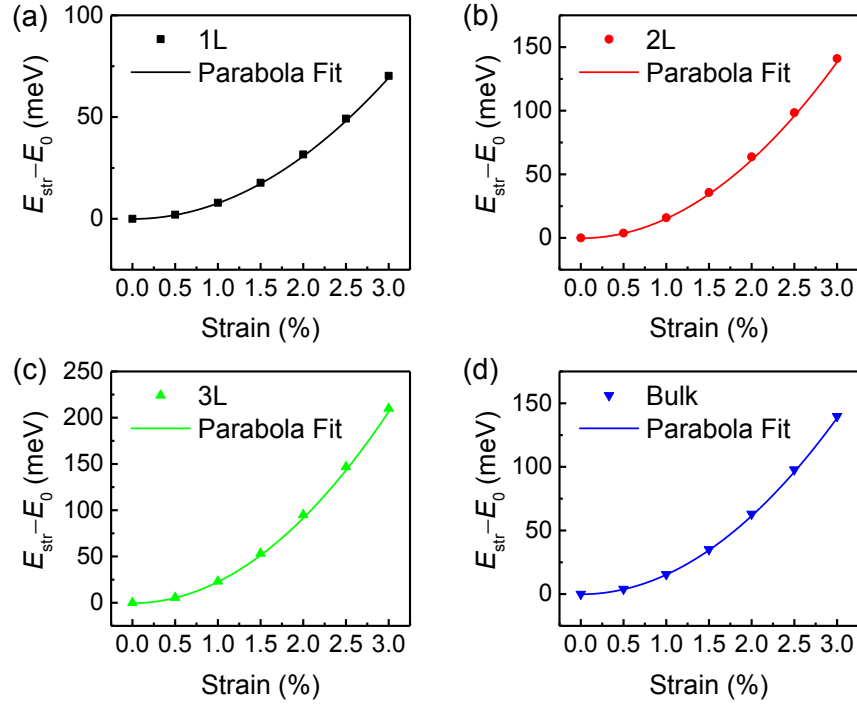 (a)
100
50
0
E_str−E_0 (meV)
1L
Parabola Fit
0.0 0.5 1.0 1.5 2.0 2.5 3.0
Strain (%)
(b)
150
100
50
0
E_str−E_0 (meV)
2L
Parabola Fit
0.0 0.5 1.0 1.5 2.0 2.5 3.0
Strain (%)
(c)
250
200
150
100
50
0
E_str−E_0 (meV)
3L
Parabola Fit
0.0 0.5 1.0 1.5 2.0 2.5 3.0
Strain (%)
(d)
150
100
50
0
E_str−E_0 (meV)
Bulk
Parabola Fit
0.0 0.5 1.0 1.5 2.0 2.5 3.0
Strain (%)